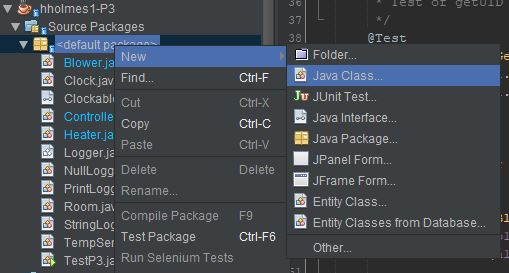 hholmes1-P3
Source Packages
<default package>
Blower.ja
Clock.java
Clockable
Controlle
Heater.ja
Logger.ja
NullLogg
PrintLogg
Room.jav
StringLog
TempSer
TestP3.ja
New
Find... Ctrl-F
Cut Ctrl-X
Copy Ctrl-C
Paste Ctrl-V
Delete Delete
Rename...
Compile Package F9
Test Package Ctrl-F6
Run Selenium Tests
Folder...
Java Class...
JUnit Test...
Java Interface...
Java Package...
JPanel Form...
JFrame Form...
Entity Class...
Entity Classes from Database...
Other...
36 * Test of getUID
37 */
38 @Test
51